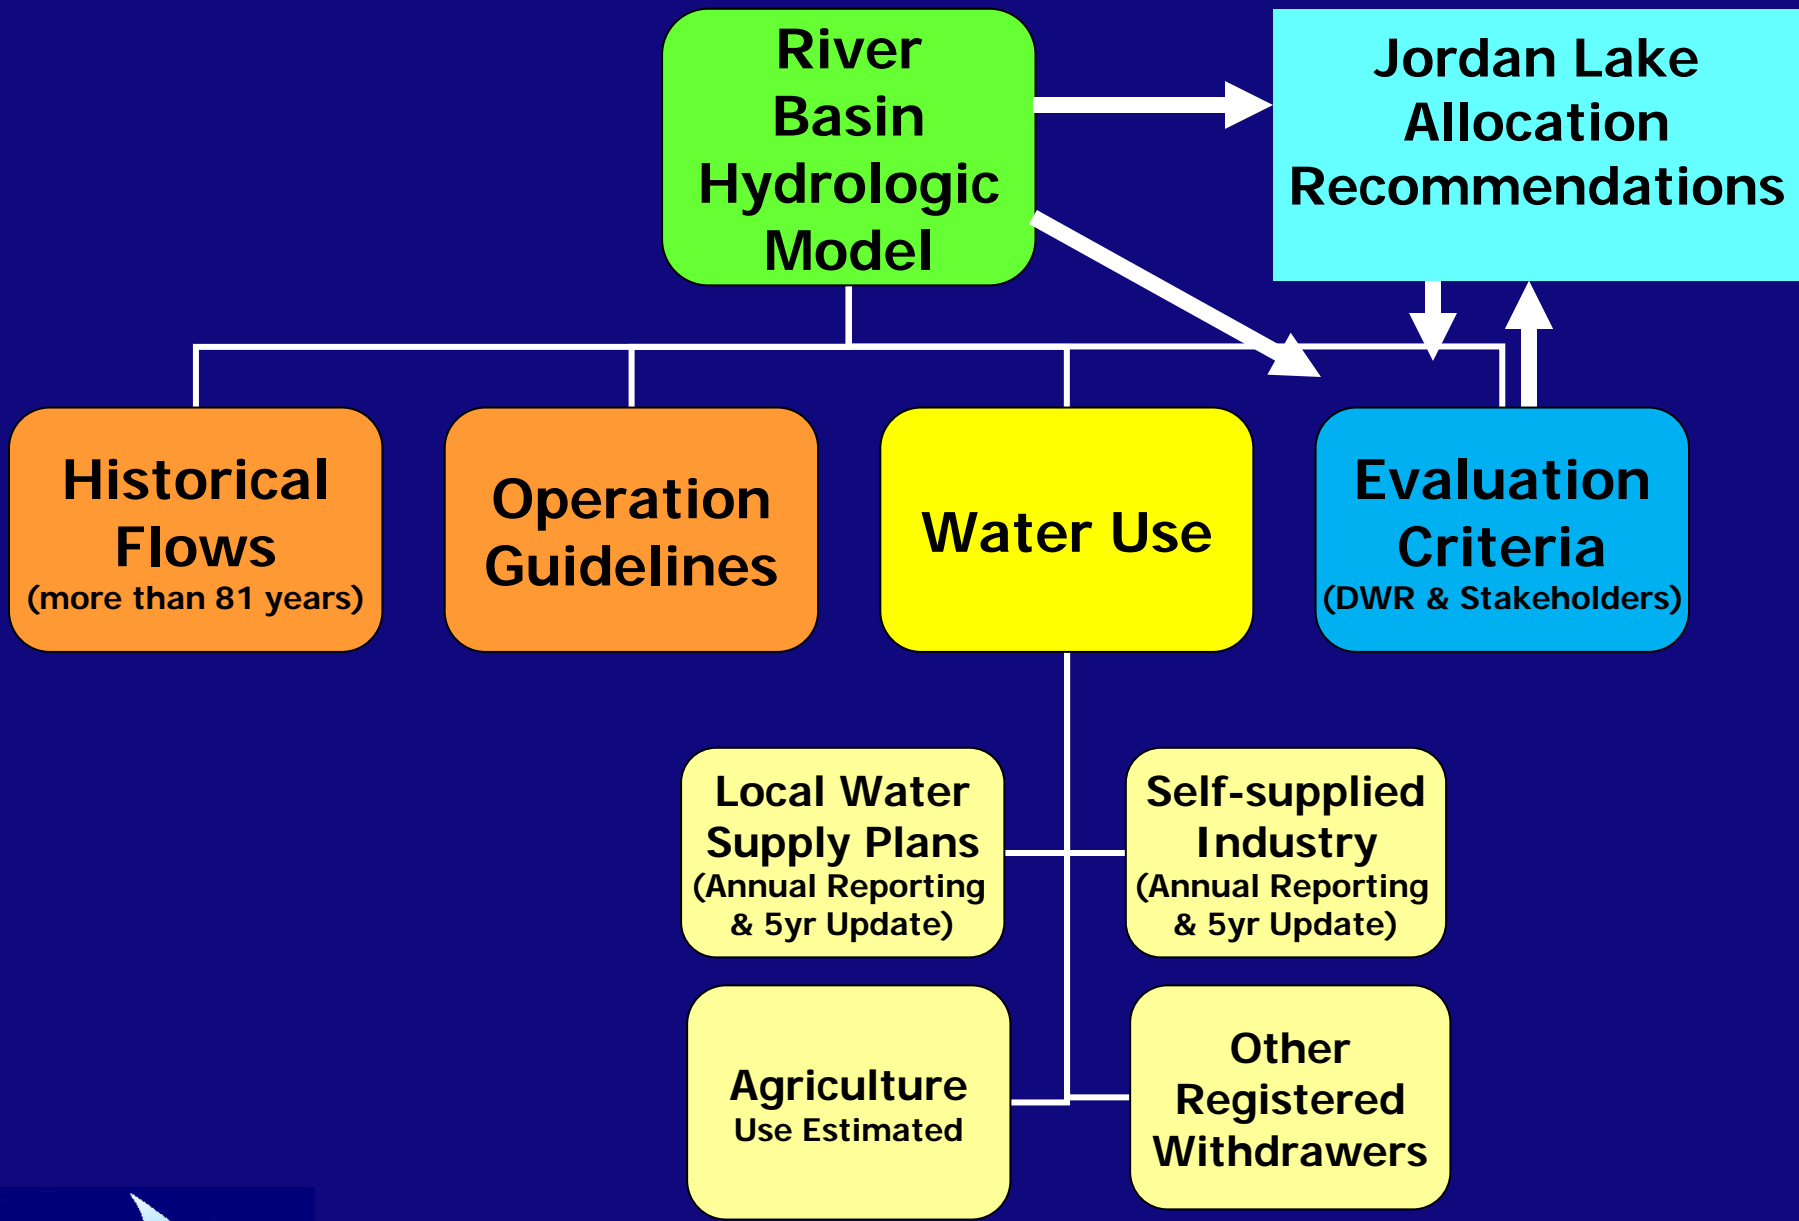 River
Basin
Hydrologic
Model
Jordan Lake
Allocation
Recommendations
Historical
Flows
(more than 81 years)
Operation
Guidelines
Water Use
Evaluation
Criteria
(DWR & Stakeholders)
Local Water
Supply Plans
(Annual Reporting
& 5yr Update)
Self-supplied
Industry
(Annual Reporting
& 5yr Update)
Agriculture
Use Estimated
Other
Registered
Withdrawers